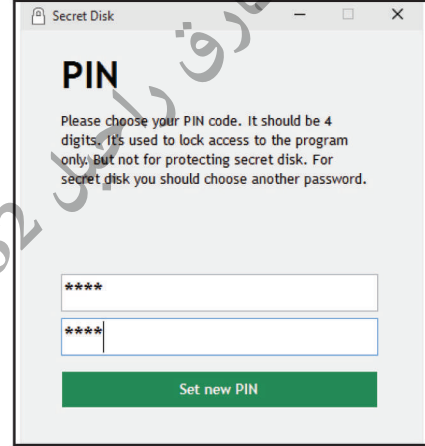 Secret Disk
PIN
Please choose your PIN code. It should be 4
digits. It's used to lock access to the program
only. But not for protecting secret disk. For
secret disk you should choose another password.
****
****
Set new PIN